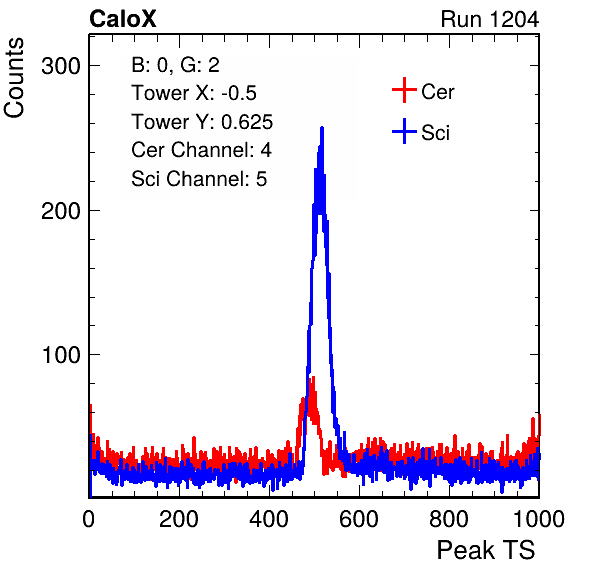 CaloX Run 1204
Counts
300
200
100
B: 0, G: 2
Tower X: -0.5
Tower Y: 0.625
Cer Channel: 4
Sci Channel: 5
Cer
Sci
0 200 400 600 800 1000
Peak TS